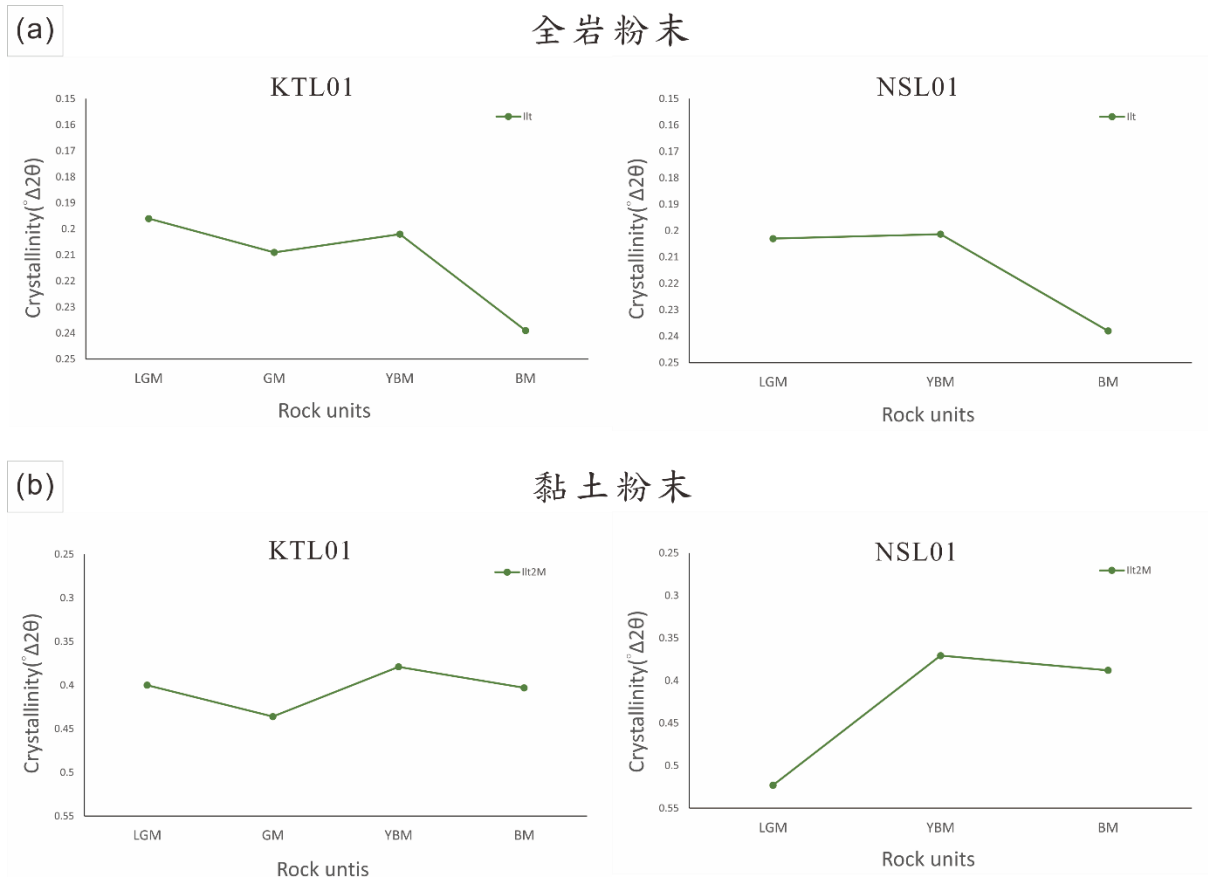 (a)
全岩粉末
KTL01
Ilt
0.15
0.16
0.17
0.18
0.19
0.2
0.21
0.22
0.23
0.24
0.25
Crystallinity(°Δ2θ)
LGM GM YBM BM
Rock units
NSL01
Ilt
0.15
0.16
0.17
0.18
0.19
0.2
0.21
0.22
0.23
0.24
0.25
Crystallinity(°Δ2θ)
LGM YBM BM
Rock units
(b)
黏土粉末
KTL01
Ilt2M
0.25
0.3
0.35
0.4
0.45
0.5
0.55
Crystallinity(°Δ2θ)
LGM GM YBM BM
Rock untis
NSL01
Ilt2M
0.25
0.3
0.35
0.4
0.45
0.5
0.55
Crystallinity(°Δ2θ)
LGM YBM BM
Rock units